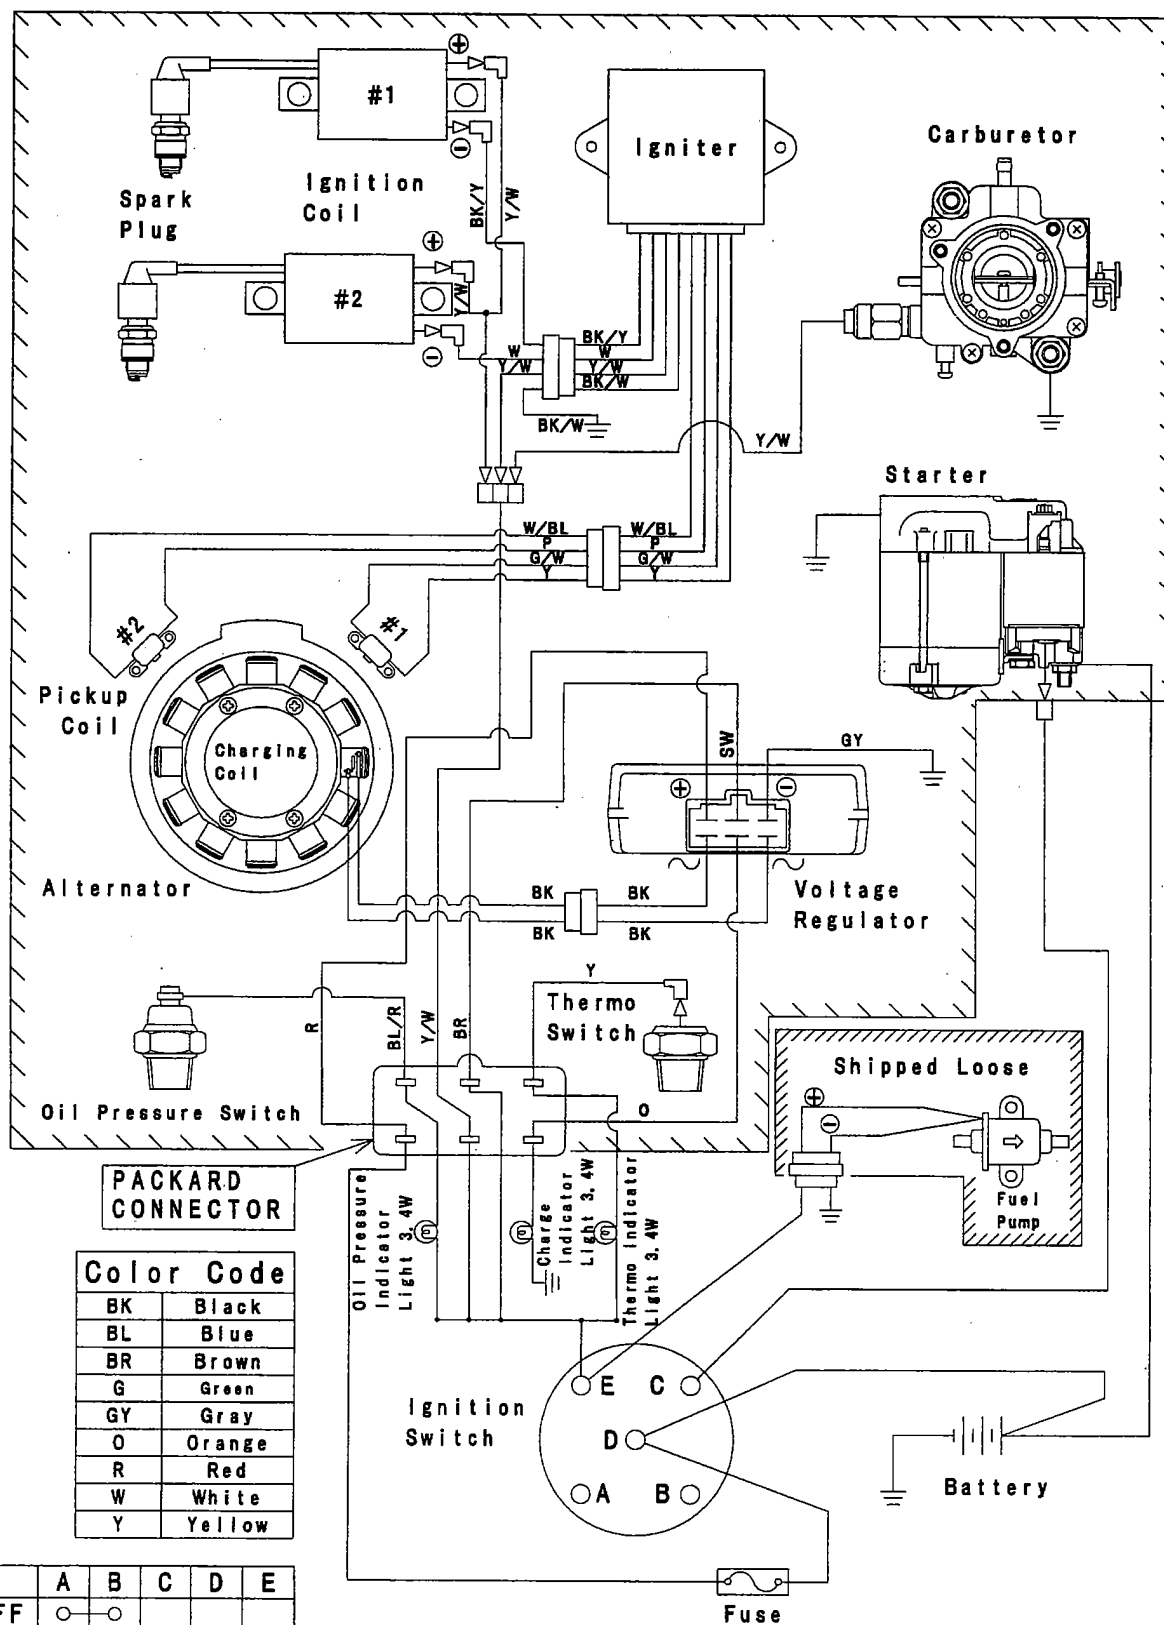 #1
Spark
Plug
Ignition
Coil
BK/Y
Y/W
#2
Y/W
Igniter
Carburetor
BK/Y
W
W
Y/W
Y/W
BK/W
BK/W
Y/W
Starter
W/BL
W/BL
P
P
G/W
G/W
Y
Y
#2
#1
Pickup
Coil
Charging
Coil
SW
GY
Alternator
BK
BK
BK
BK
Voltage
Regulator
R
BL/R
Y/W
BR
Y
Thermo
Switch
Oil Pressure Switch
O
Shipped Loose
Fuel
Pump
PACKARD
CONNECTOR
Oil Pressure
Indicator
Light 3.4W
Charge
Indicator
Light 3.4W
Thermo Indicator
Light 3.4W
Color Code
BK Black
BL Blue
BR Brown
G Green
GY Gray
O Orange
R Red
W White
Y Yellow
Ignition
Switch
E
C
D
A
B
Battery
Fuse
A B C D E
FF